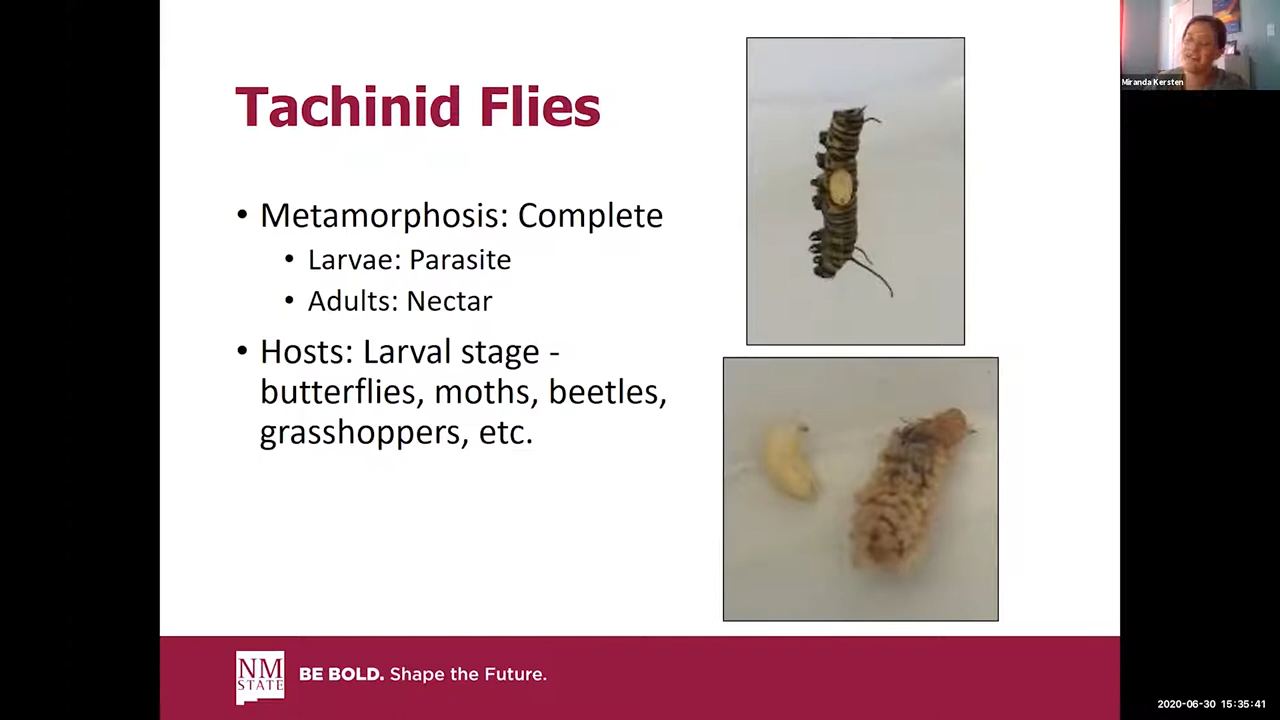 Tachinid Flies
• Metamorphosis: Complete
• Larvae: Parasite
• Adults: Nectar
• Hosts: Larval stage -
butterflies, moths, beetles,
grasshoppers, etc.
NM
STATE
BE BOLD. Shape the Future.
Miranda Kersten
2020-06-30 15:35:41